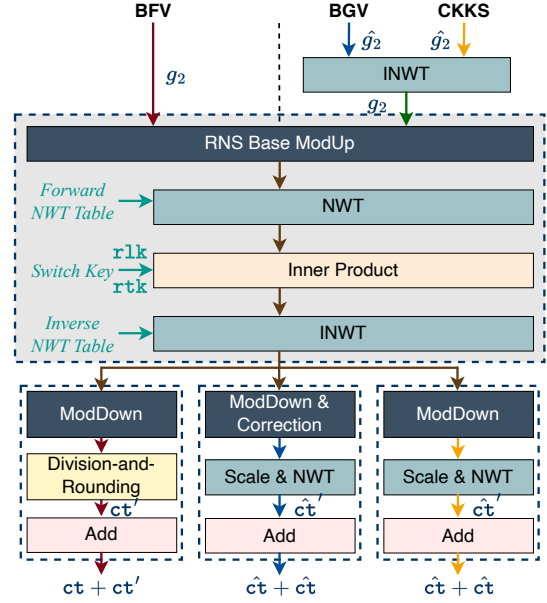 BFV
BGV
CKKS
g₂
ĝ₂
ĝ₂
INWT
g₂
RNS Base ModUp
Forward
NWT Table
NWT
rlk
Switch Key
rtk
Inner Product
Inverse
NWT Table
INWT
ModDown
Division-and-
Rounding
ct′
Add
ct + ct′
ModDown &
Correction
Scale & NWT
ĉt′
Add
ĉt + ĉt
ModDown
Scale & NWT
ĉt′
Add
ĉt + ĉt